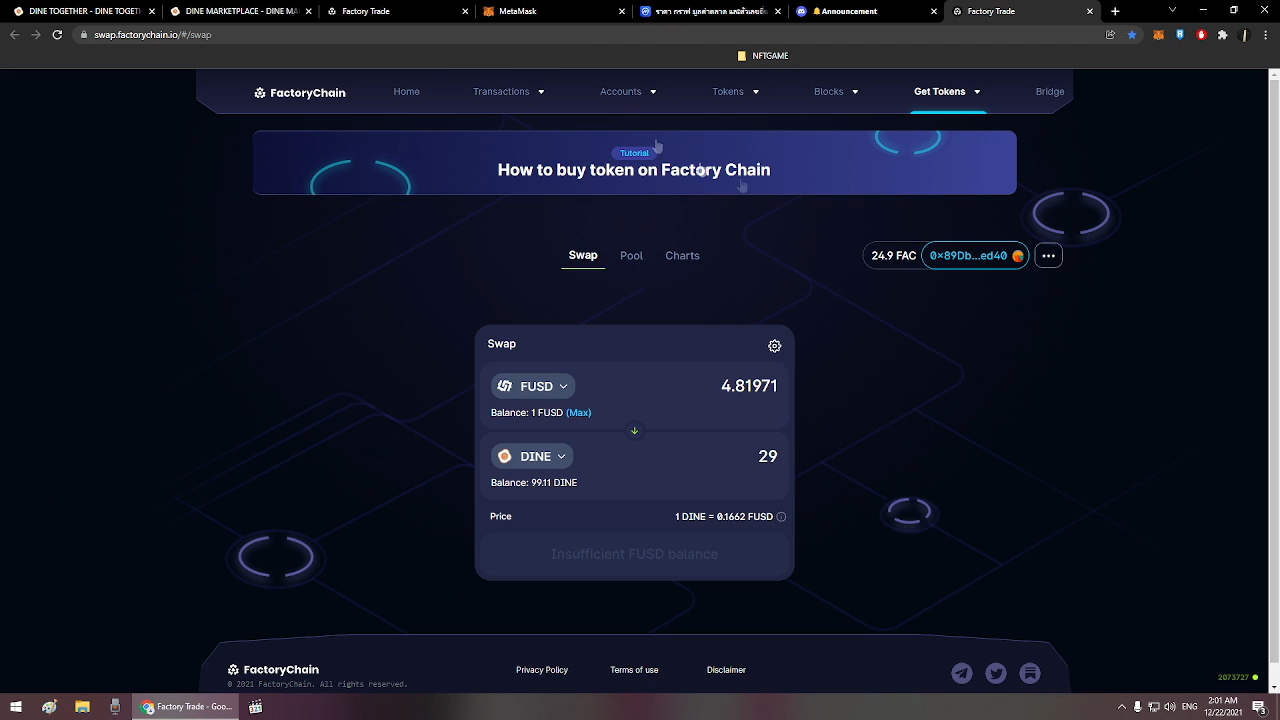 DINE TOGETHER - DINE TOGETH
DINE MARKETPLACE - DINE MAR
Factory Trade
MetaMask
Announcement
Factory Trade
swap.factorychain.io/#/swap
NFTGAME
FactoryChain
Home
Transactions
Accounts
Tokens
Blocks
Get Tokens
Bridge
Tutorial
How to buy token on Factory Chain
Swap
Pool
Charts
24.9 FAC
0x89Db...ed40
Swap
FUSD
4.81971
Balance: 1 FUSD (Max)
DINE
29
Balance: 99.11 DINE
Price
1 DINE = 0.1662 FUSD
Insufficient FUSD balance
FactoryChain
Privacy Policy
Terms of use
Disclaimer
© 2021 FactoryChain. All rights reserved.
2073727
Factory Trade - Goo...
ENG
2:01 AM
12/22/2021
3